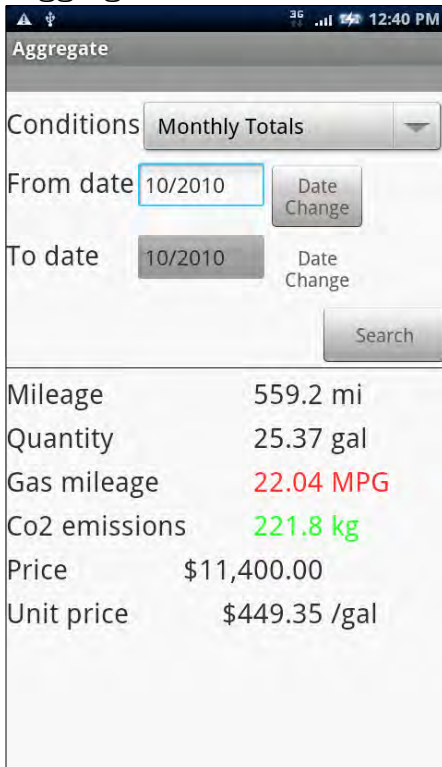 3G 12:40 PM
Aggregate
Conditions Monthly Totals
From date 10/2010 Date Change
To date 10/2010 Date Change
Search
Mileage 559.2 mi
Quantity 25.37 gal
Gas mileage 22.04 MPG
Co2 emissions 221.8 kg
Price $11,400.00
Unit price $449.35 /gal